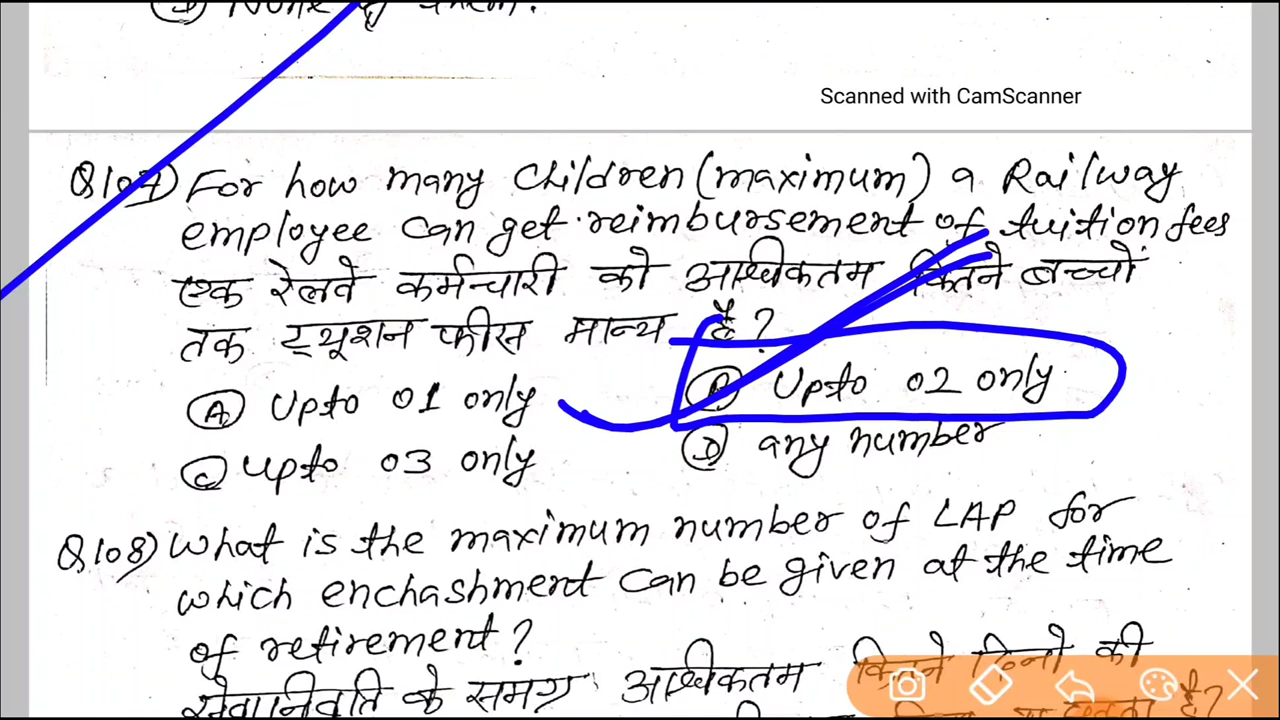 (D) None of them.
Scanned with CamScanner
Q107) For how many children (maximum) a Railway
employee can get reimbursement of tuition fees
एक रेलवे कर्मचारी को अधिकतम कितने बच्चों
तक ट्यूशन फीस मान्य है?
(A) Upto 01 only (B) Upto 02 only
(C) upto 03 only (D) any number
Q108) What is the maximum number of LAP for
which enchashment can be given at the time
of retirement?
सेवानिवृति के समय अधिकतम कितने दिनों की
है?